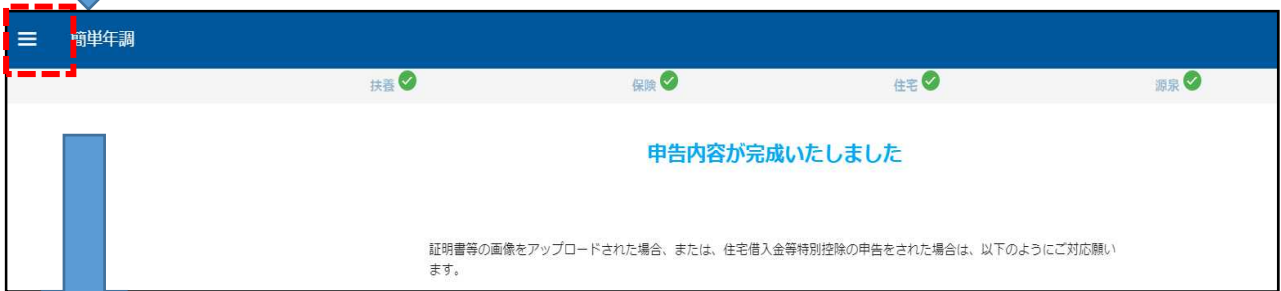 簡単年調
扶養 保険 住宅 源泉
申告内容が完成いたしました
証明書等の画像をアップロードされた場合、または、住宅借入金等特別控除の申告をされた場合は、以下のようにご対応願い
ます。